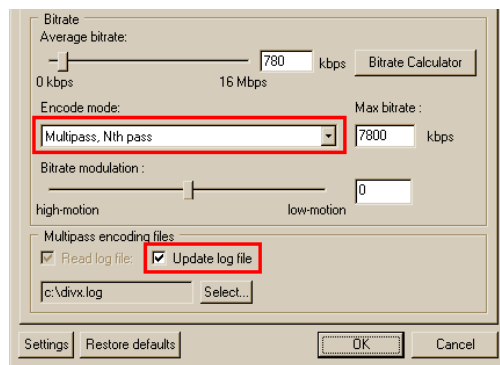 Bitrate
Average bitrate:
780 kbps Bitrate Calculator
0 kbps 16 Mbps
Encode mode: Max bitrate :
Multipass, Nth pass 7800 kbps
Bitrate modulation :
0
high-motion low-motion
Multipass encoding files
Read log file: Update log file
c:\divx.log Select...
Settings Restore defaults OK Cancel